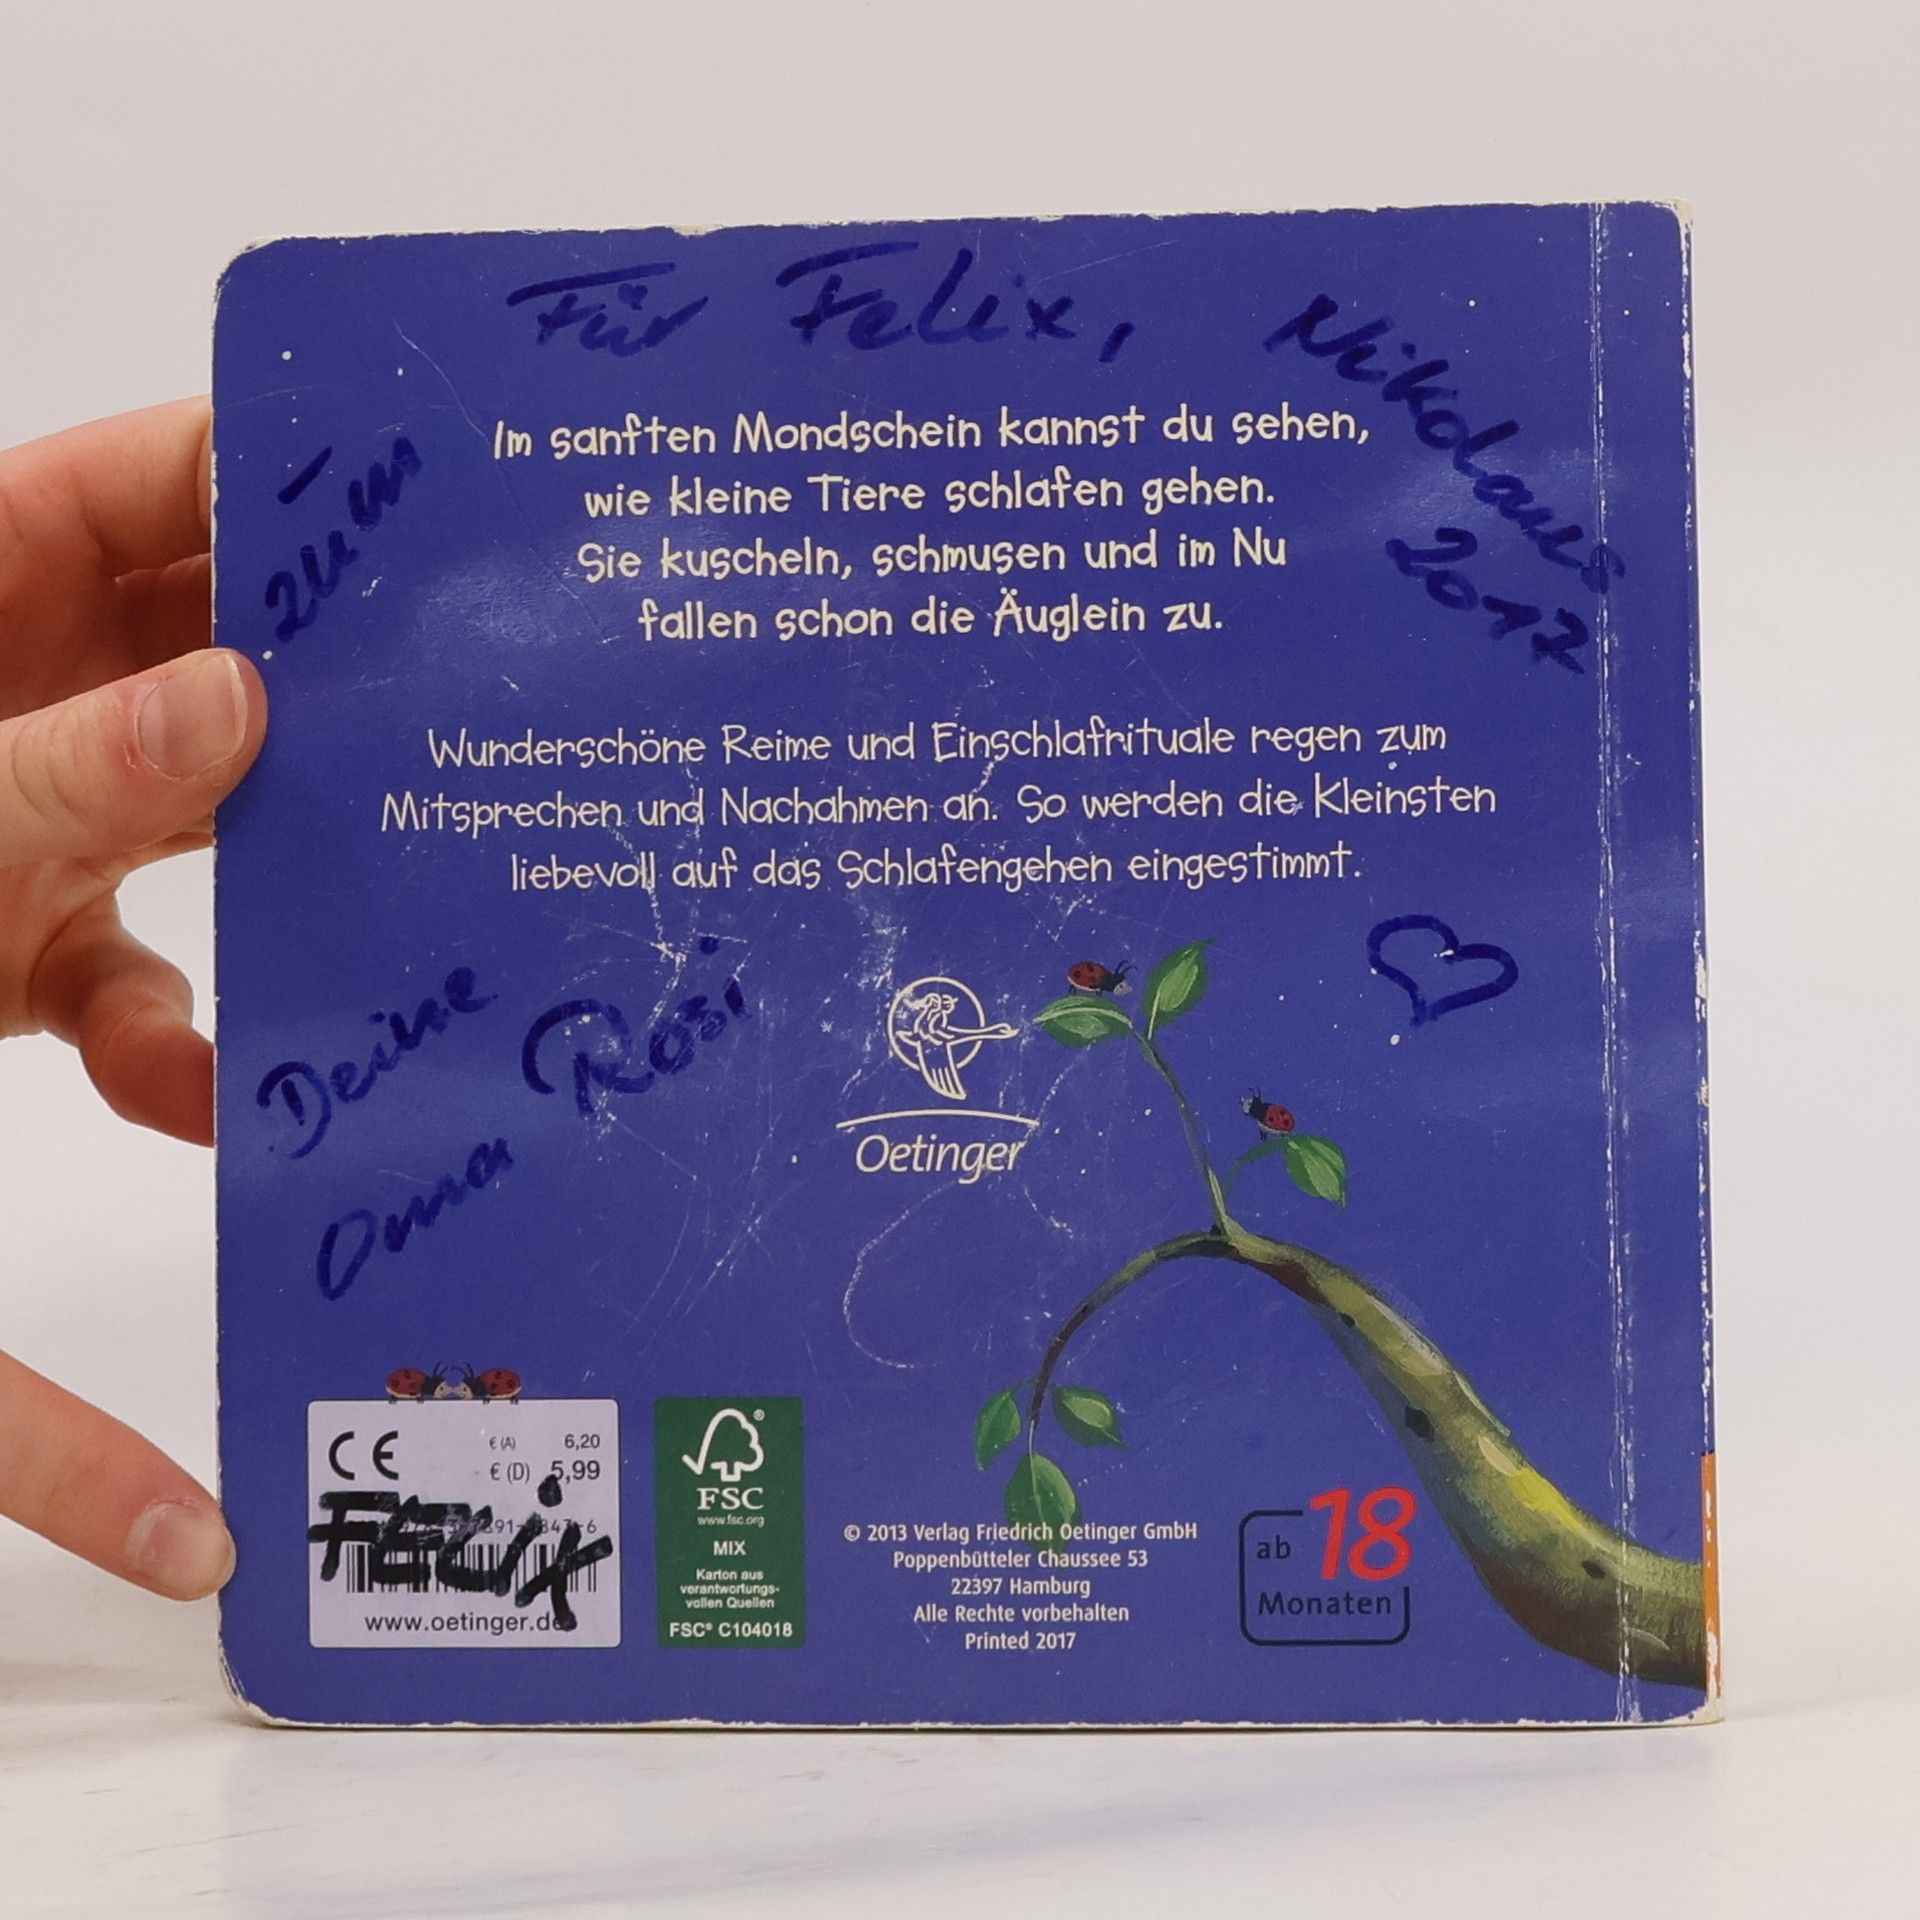 Für Felix,
zum Nikolaus
2017
Im sanften Mondschein kannst du sehen,
wie kleine Tiere schlafen gehen.
Sie kuscheln, schmusen und im Nu
fallen schon die Äuglein zu.
Wunderschöne Reime und Einschlafrituale regen zum
Mitsprechen und Nachahmen an. So werden die Kleinsten
liebevoll auf das Schlafengehen eingestimmt.
Deine
Oma Rosi
Oetinger
CE
€ (A) 6,20
€ (D) 5,99
FELIX
www.oetinger.de
FSC®
www.fsc.org
MIX
Karton aus
verantwortungs-
vollen Quellen
FSC® C104018
© 2013 Verlag Friedrich Oetinger GmbH
Poppenbütteler Chaussee 53
22397 Hamburg
Alle Rechte vorbehalten
Printed 2017
ab 18
Monaten